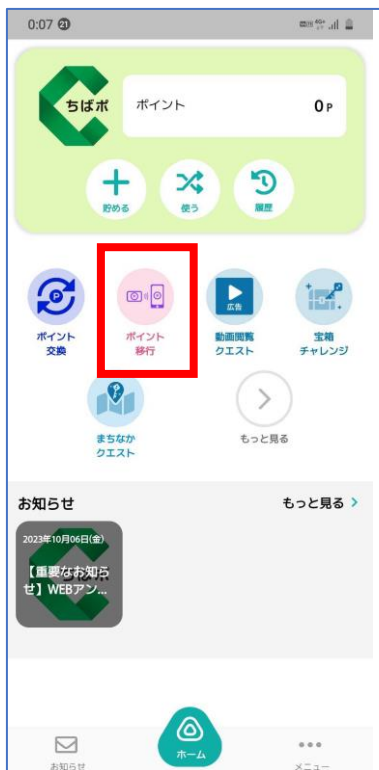 0:07 21
ちばポ
ポイント
0 P
貯める
使う
履歴
P
ポイント
交換
ポイント
移行
広告
動画閲覧
クエスト
宝箱
チャレンジ
まちなか
クエスト
もっと見る
お知らせ
もっと見る >
2023年10月06日(金)
【重要なお知ら
せ】WEBアン...
お知らせ
ホーム
メニュー